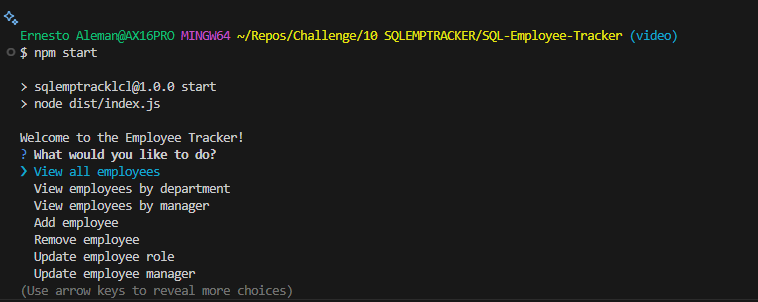 Ernesto Aleman@AX16PRO MINGW64 ~/Repos/Challenge/10 SQLEMPTRACKER/SQL-Employee-Tracker (video)
$ npm start
> sqlemptracklcl@1.0.0 start
> node dist/index.js
Welcome to the Employee Tracker!
? What would you like to do?
❯ View all employees
View employees by department
View employees by manager
Add employee
Remove employee
Update employee role
Update employee manager
(Use arrow keys to reveal more choices)